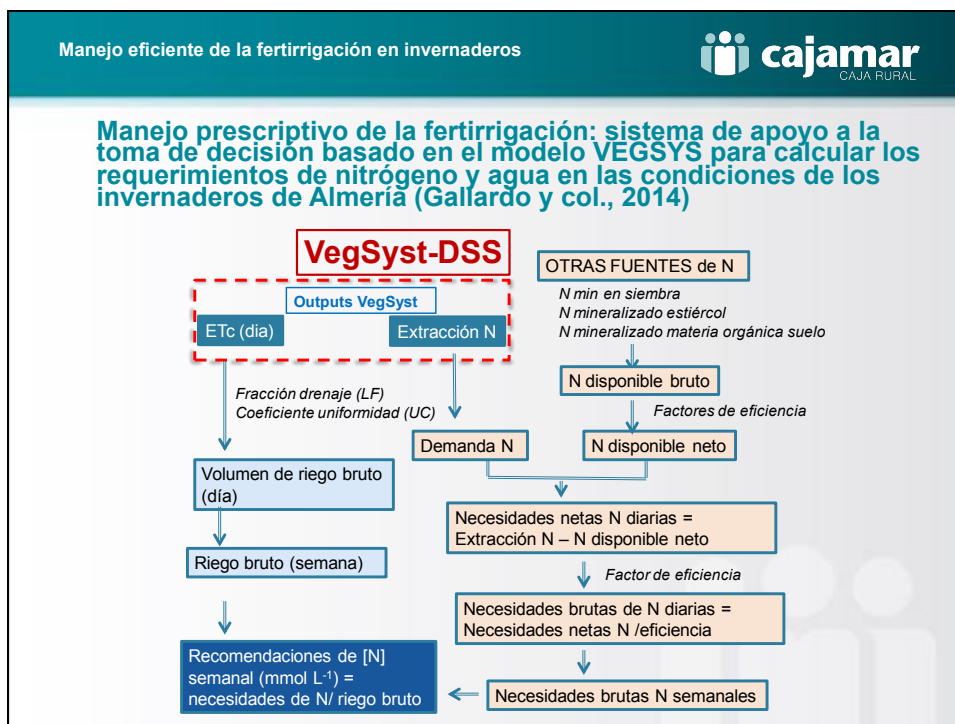 Manejo eficiente de la fertirrigación en invernaderos
cajamar
CAJA RURAL
Manejo prescriptivo de la fertirrigación: sistema de apoyo a la
toma de decisión basado en el modelo VEGSYS para calcular los
requerimientos de nitrógeno y agua en las condiciones de los
invernaderos de Almería (Gallardo y col., 2014)
VegSyst-DSS
Outputs VegSyst
ETc (dia)
Extracción N
OTRAS FUENTES de N
N min en siembra
N mineralizado estiércol
N mineralizado materia orgánica suelo
N disponible bruto
Fracción drenaje (LF)
Coeficiente uniformidad (UC)
Factores de eficiencia
Demanda N
N disponible neto
Volumen de riego bruto
(día)
Necesidades netas N diarias =
Extracción N – N disponible neto
Riego bruto (semana)
Factor de eficiencia
Necesidades brutas de N diarias =
Necesidades netas N /eficiencia
Recomendaciones de [N]
semanal (mmol L⁻¹) =
necesidades de N/ riego bruto
Necesidades brutas N semanales